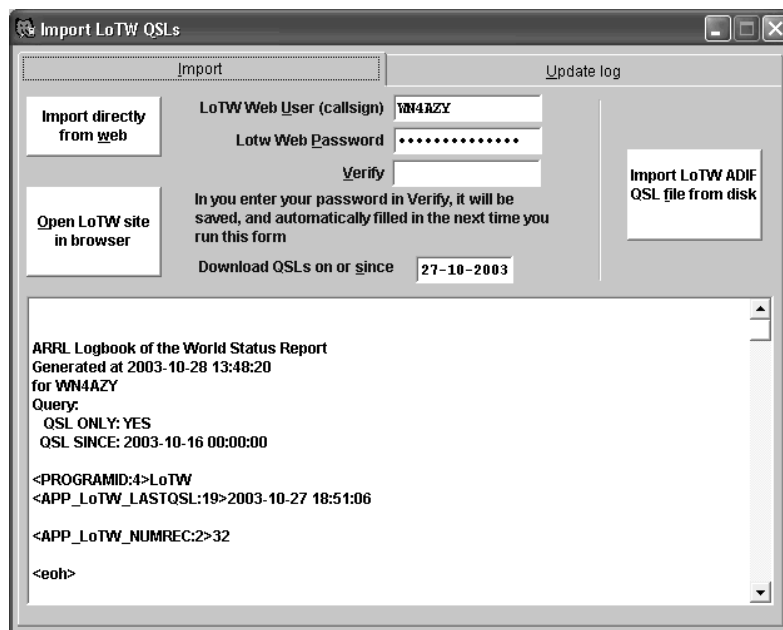 Import LoTW QSLs
Import
Update log
Import directly
from web
LoTW Web User (callsign)
WN4AZY
Lotw Web Password
••••••••••••••
Verify
Open LoTW site
in browser
In you enter your password in Verify, it will be
saved, and automatically filled in the next time you
run this form
Download QSLs on or since
27-10-2003
Import LoTW ADIF
QSL file from disk
ARRL Logbook of the World Status Report
Generated at 2003-10-28 13:48:20
for WN4AZY
Query:
QSL ONLY: YES
QSL SINCE: 2003-10-16 00:00:00
<PROGRAMID:4>LoTW
<APP_LoTW_LASTQSL:19>2003-10-27 18:51:06
<APP_LoTW_NUMREC:2>32
<eoh>